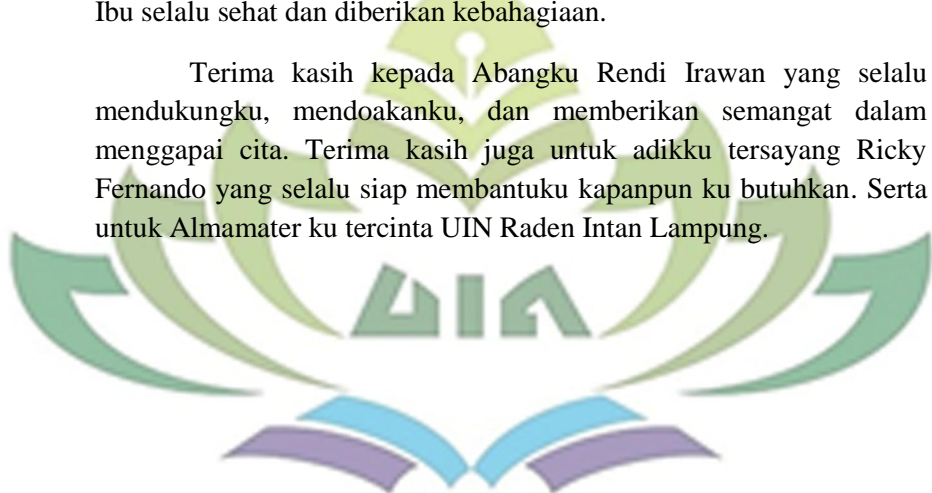 Ibu selalu sehat dan diberikan kebahagiaan.
Terima kasih kepada Abangku Rendi Irawan yang selalu
mendukungku, mendoakanku, dan memberikan semangat dalam
menggapai cita. Terima kasih juga untuk adikku tersayang Ricky
Fernando yang selalu siap membantuku kapanpun ku butuhkan. Serta
untuk Almamater ku tercinta UIN Raden Intan Lampung.
UIN